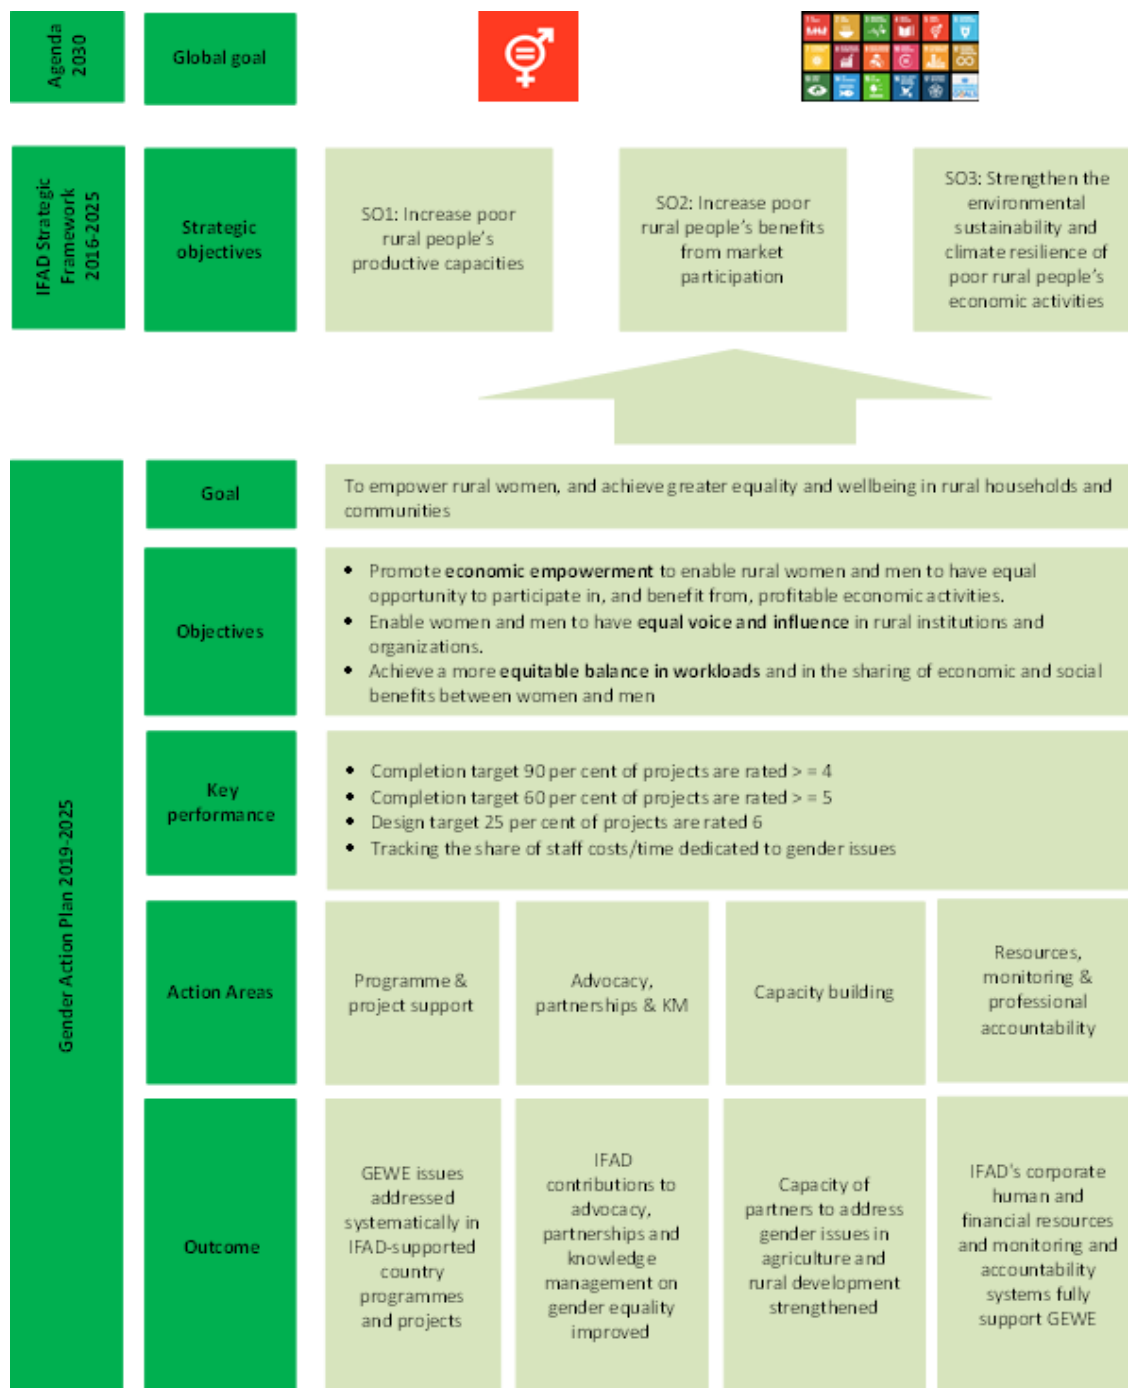 Agenda
2030
Global goal
IFAD Strategic
Framework
2016-2025
Strategic
objectives
SO1: Increase poor
rural people's
productive capacities
SO2: Increase poor
rural people's benefits
from market
participation
SO3: Strengthen the
environmental
sustainability and
climate resilience of
poor rural people's
economic activities
Gender Action Plan 2019-2025
Goal
To empower rural women, and achieve greater equality and wellbeing in rural households and
communities
Objectives
• Promote economic empowerment to enable rural women and men to have equal
opportunity to participate in, and benefit from, profitable economic activities.
• Enable women and men to have equal voice and influence in rural institutions and
organizations.
• Achieve a more equitable balance in workloads and in the sharing of economic and social
benefits between women and men
Key
performance
• Completion target 90 per cent of projects are rated > = 4
• Completion target 60 per cent of projects are rated > = 5
• Design target 25 per cent of projects are rated 6
• Tracking the share of staff costs/time dedicated to gender issues
Action Areas
Programme &
project support
Advocacy,
partnerships & KM
Capacity building
Resources,
monitoring &
professional
accountability
Outcome
GEWE issues
addressed
systematically in
IFAD-supported
country
programmes
and projects
IFAD
contributions to
advocacy,
partnerships and
knowledge
management on
gender equality
improved
Capacity of
partners to address
gender issues in
agriculture and
rural development
strengthened
IFAD's corporate
human and
financial resources
and monitoring and
accountability
systems fully
support GEWE